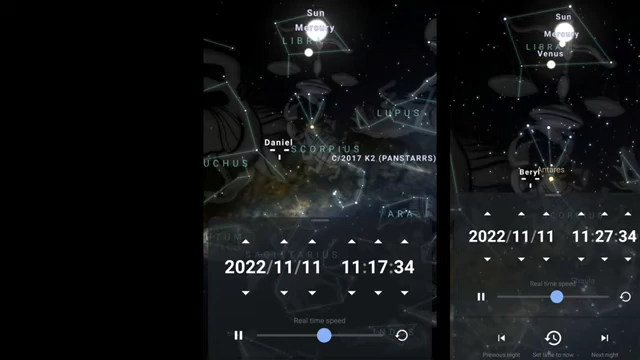 Sun
Mercury
LIBRA
LUPUS
Daniel
SCORPIUS
C/2017 K2 (PANSTARRS)
UCHUS
ARA
SAGITTARIUS
2022/11/11 11:17:34
Real time speed
Sun
Mercury
LIBRA
Venus
Antares
Beryl
2022/11/11 11:27:34
Real time speed
Previous night
Set time to now
Next night